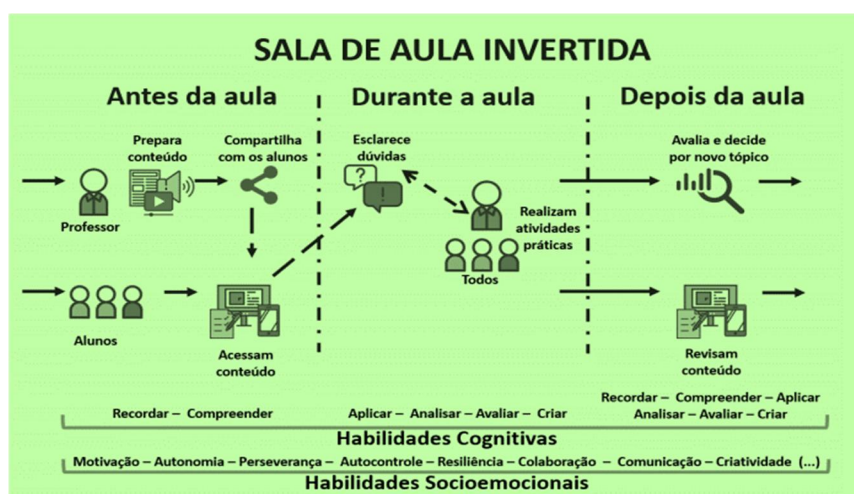 SALA DE AULA INVERTIDA
Antes da aula
Durante a aula
Depois da aula
Prepara
conteúdo
Compartilha
com os alunos
Esclarece
dúvidas
Avalia e decide
por novo tópico
Professor
Realizam
atividades
práticas
Todos
Alunos
Acessam
conteúdo
Revisam
conteúdo
Recordar – Compreender
Aplicar – Analisar – Avaliar – Criar
Recordar – Compreender – Aplicar
Analisar – Avaliar – Criar
Habilidades Cognitivas
Motivação – Autonomia – Perseverança – Autocontrole – Resiliência – Colaboração – Comunicação – Criatividade (...)
Habilidades Socioemocionais